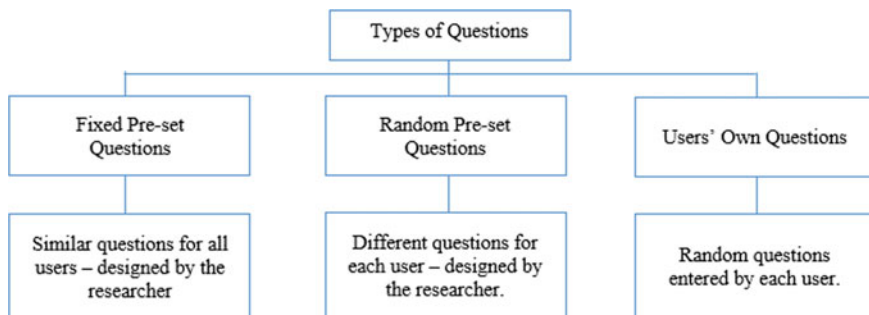 Types of Questions
Fixed Pre-set
Questions
Random Pre-set
Questions
Users’ Own Questions
Similar questions for all
users – designed by the
researcher
Different questions for
each user – designed by
the researcher.
Random questions
entered by each user.